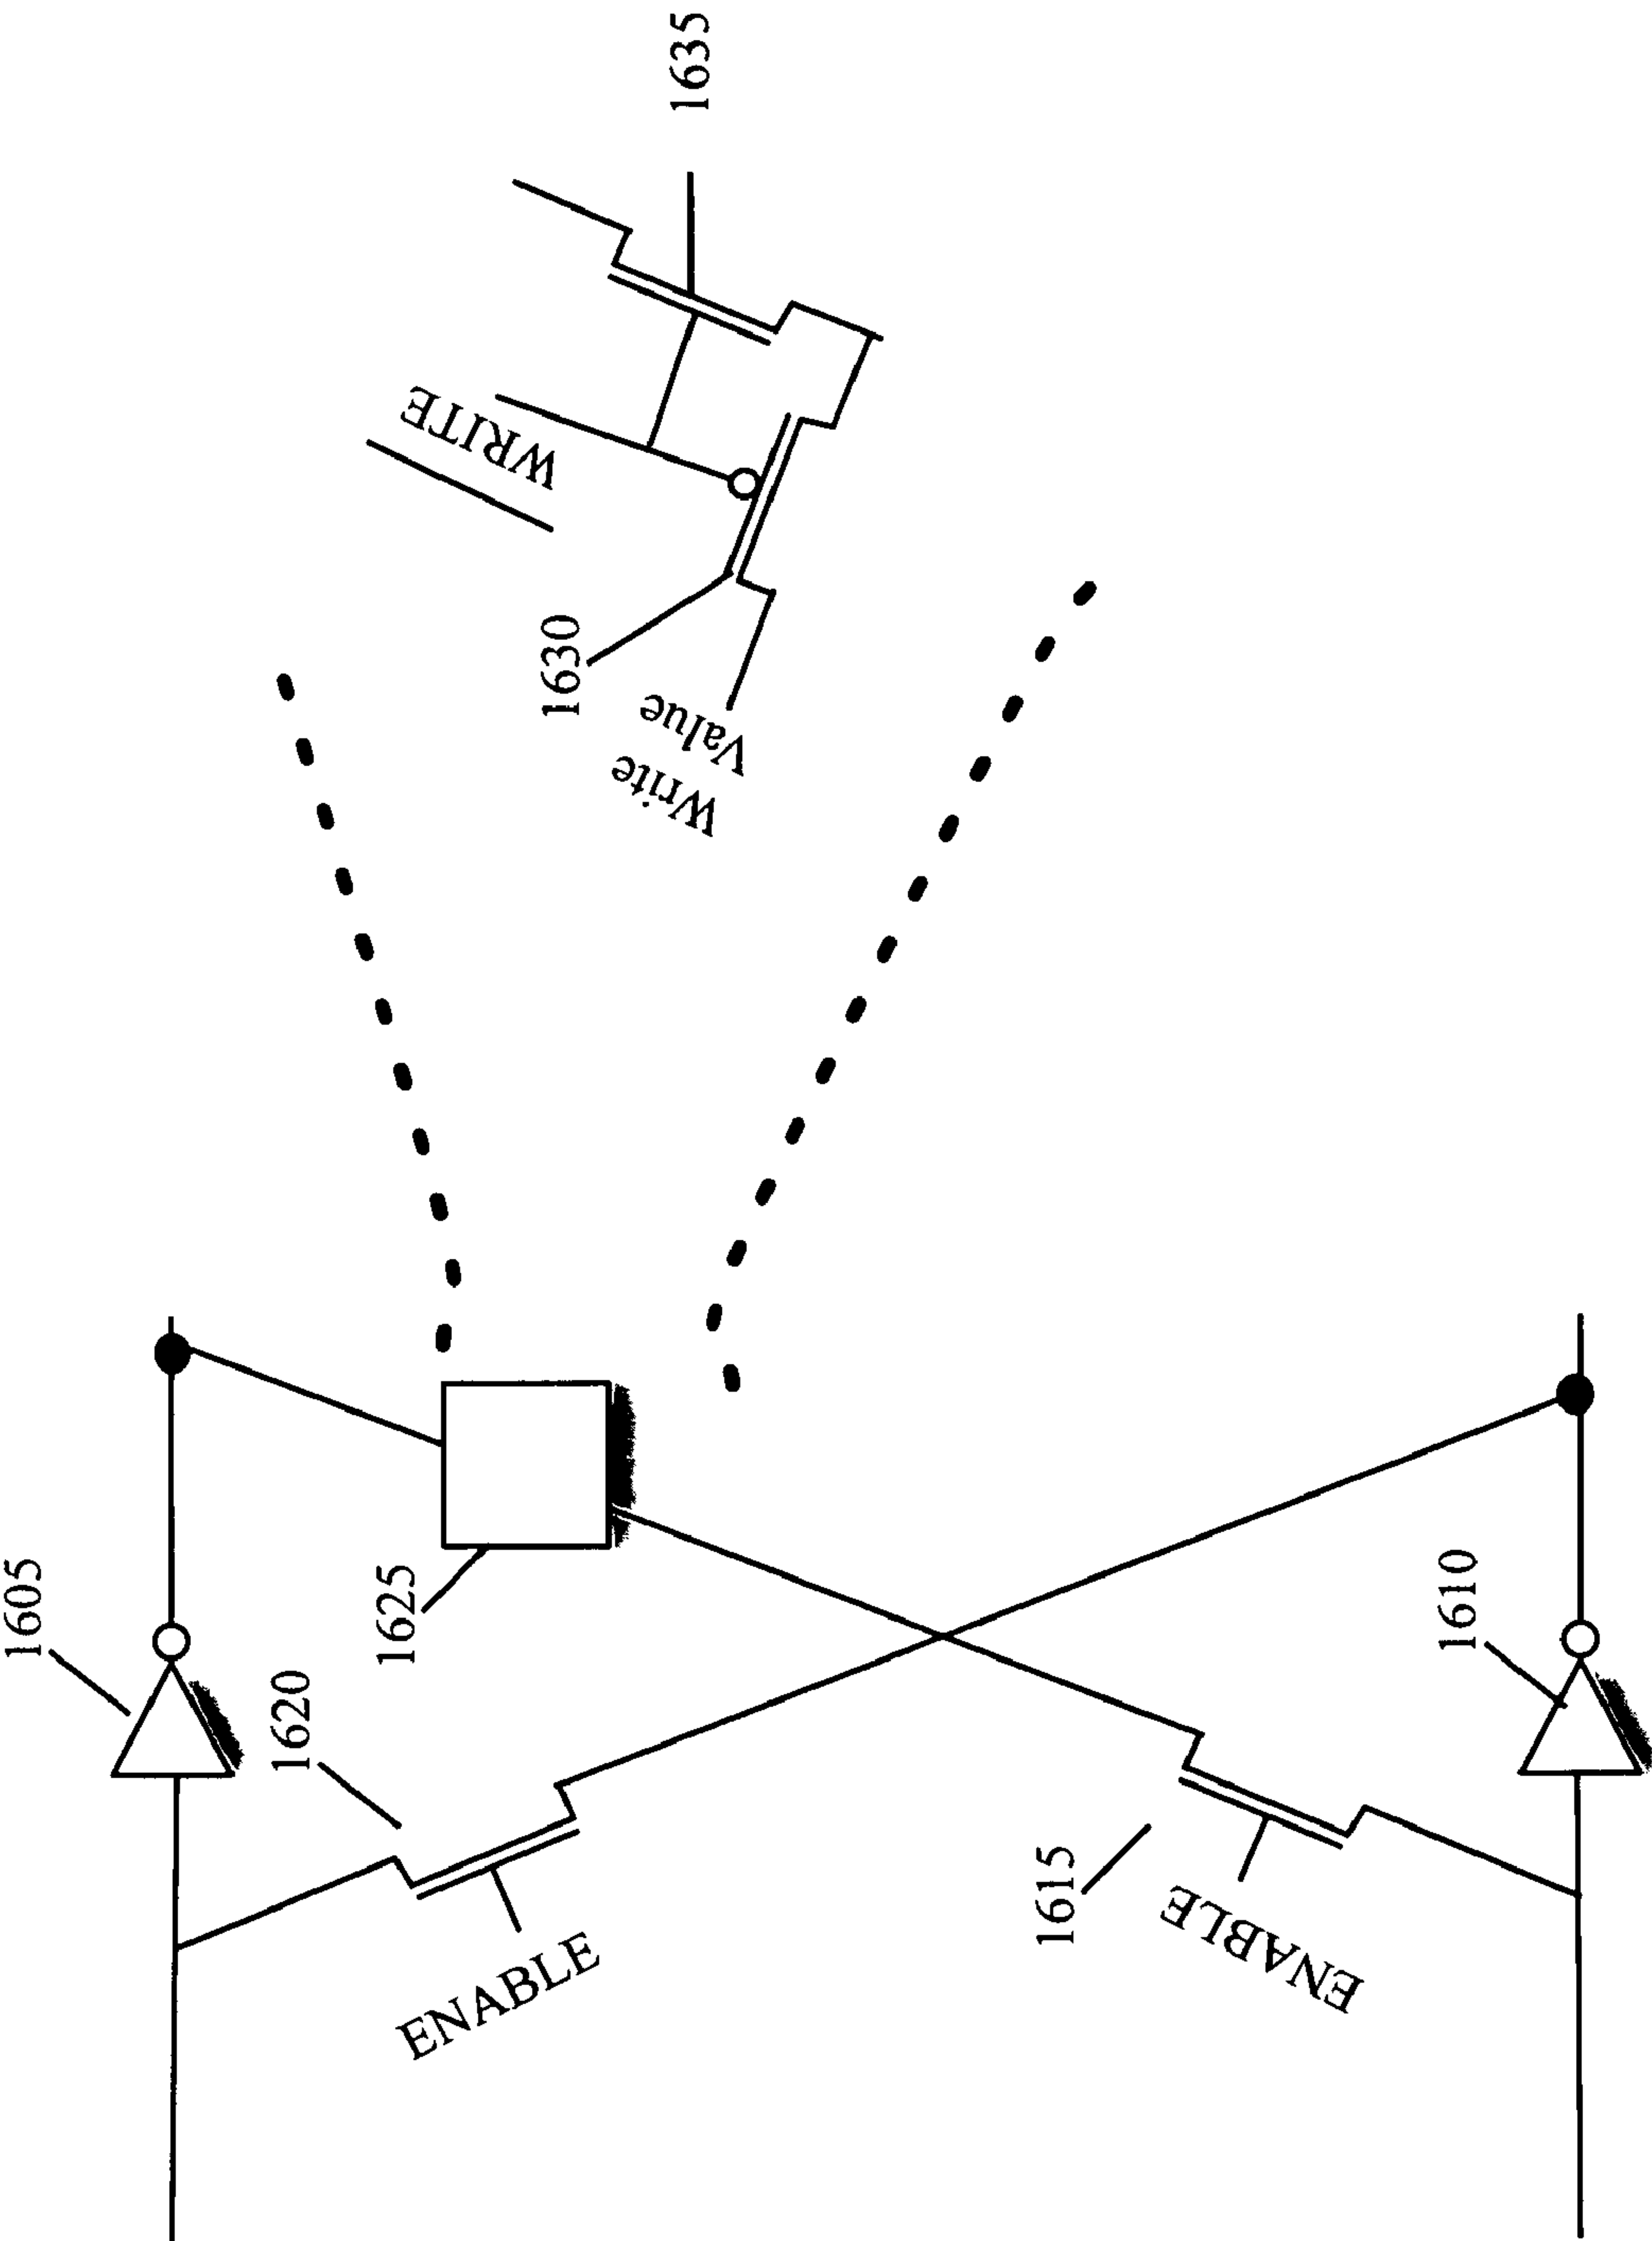 1605
1620
1625
WRITE
ENABLE
1630
Write
Value
1635
1615
ENABLE
1610